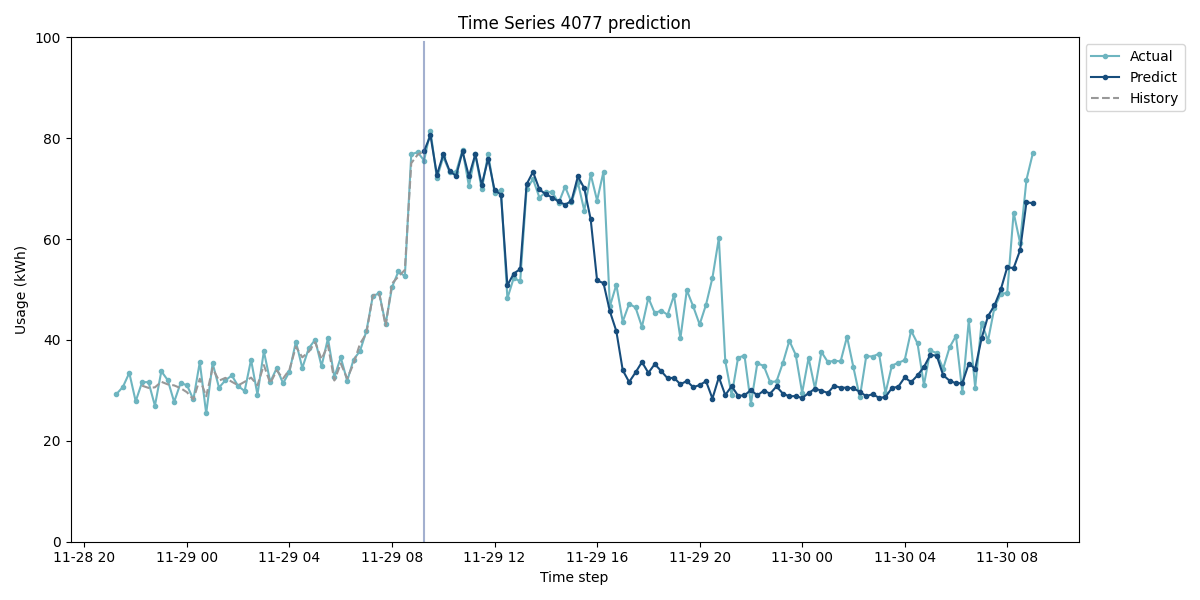 Time Series 4077 prediction
100
80
60
40
20
0
Usage (kWh)
11-28 20 11-29 00 11-29 04 11-29 08 11-29 12 11-29 16 11-29 20 11-30 00 11-30 04 11-30 08
Time step
Actual
Predict
History